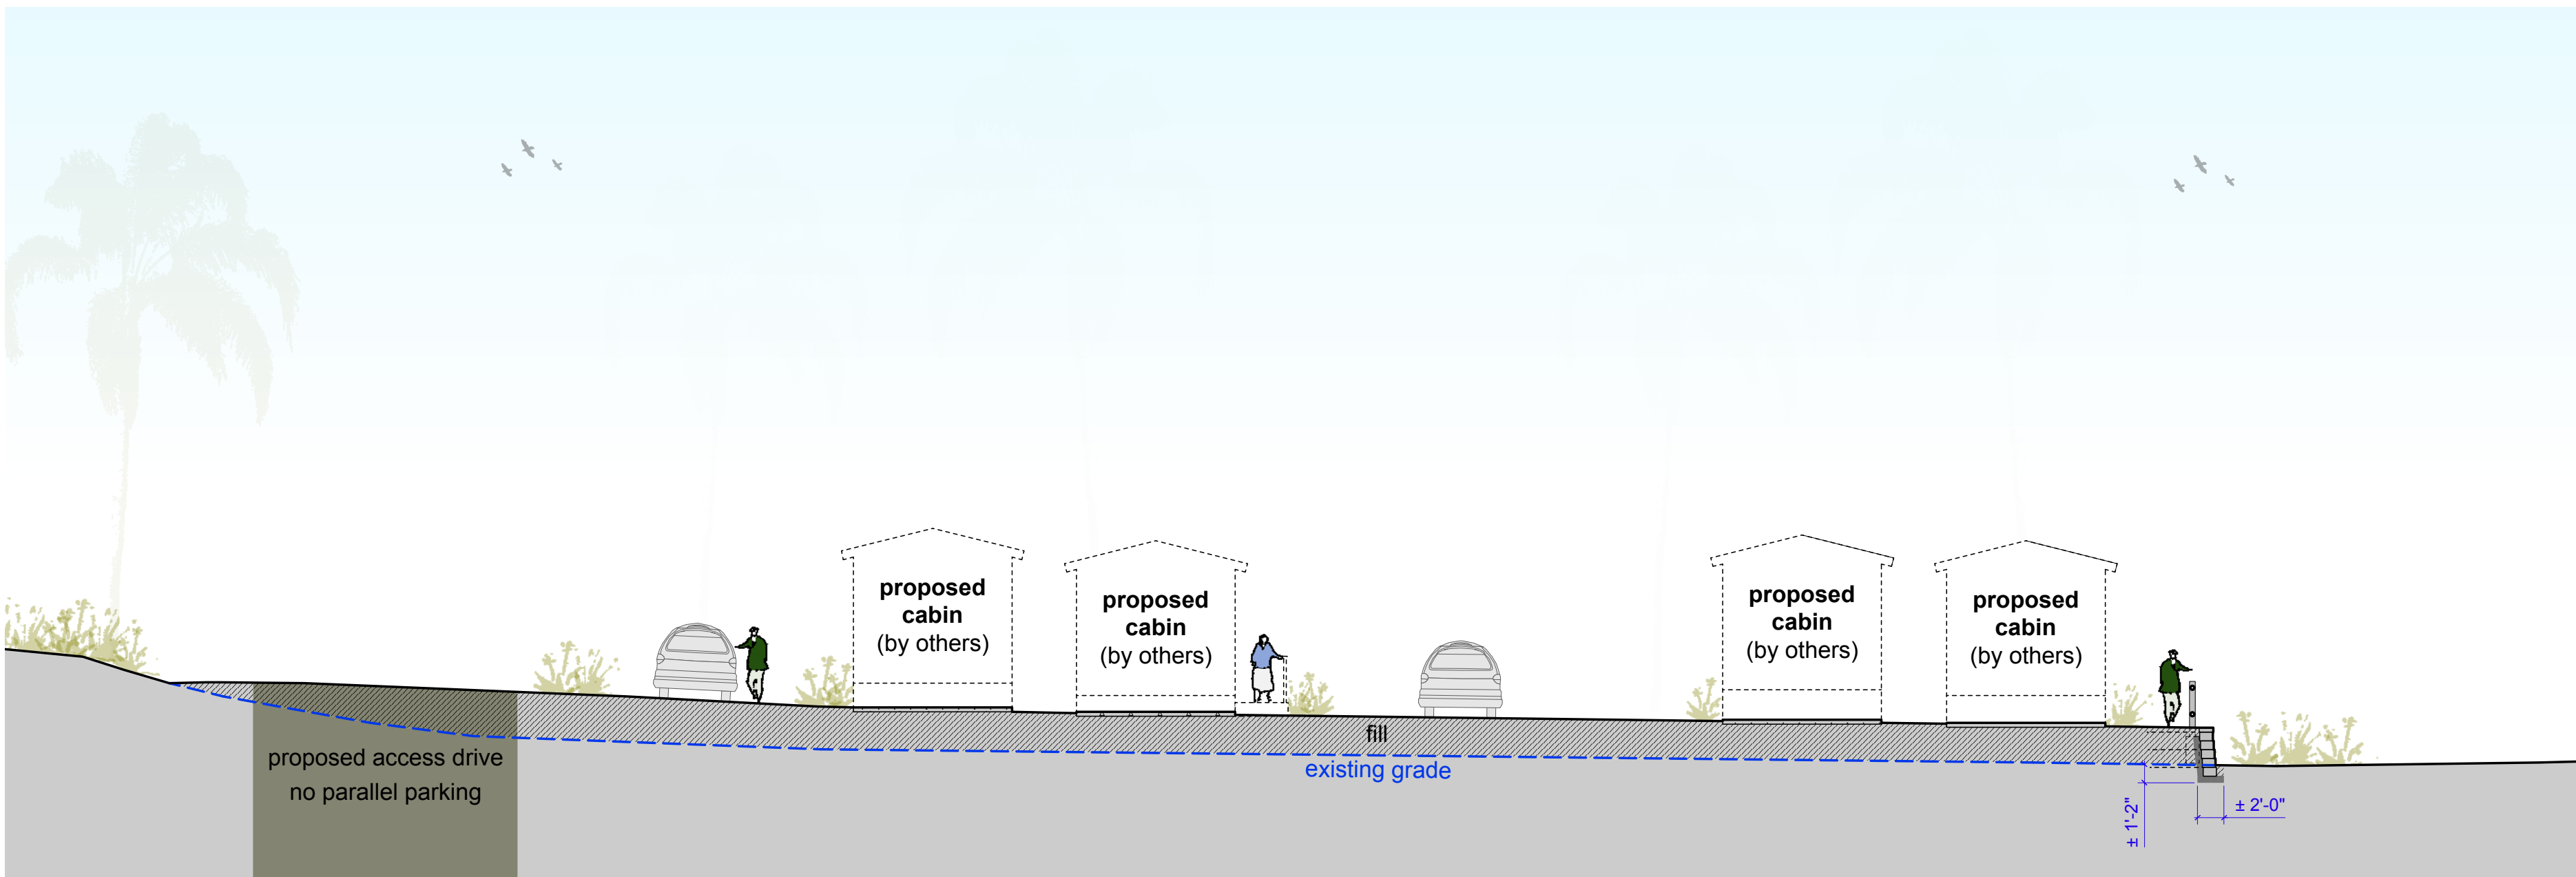 proposed
cabin
(by others)
proposed
cabin
(by others)
proposed
cabin
(by others)
proposed
cabin
(by others)
fill
existing grade
proposed access drive
no parallel parking
± 1'-2"
± 2'-0"